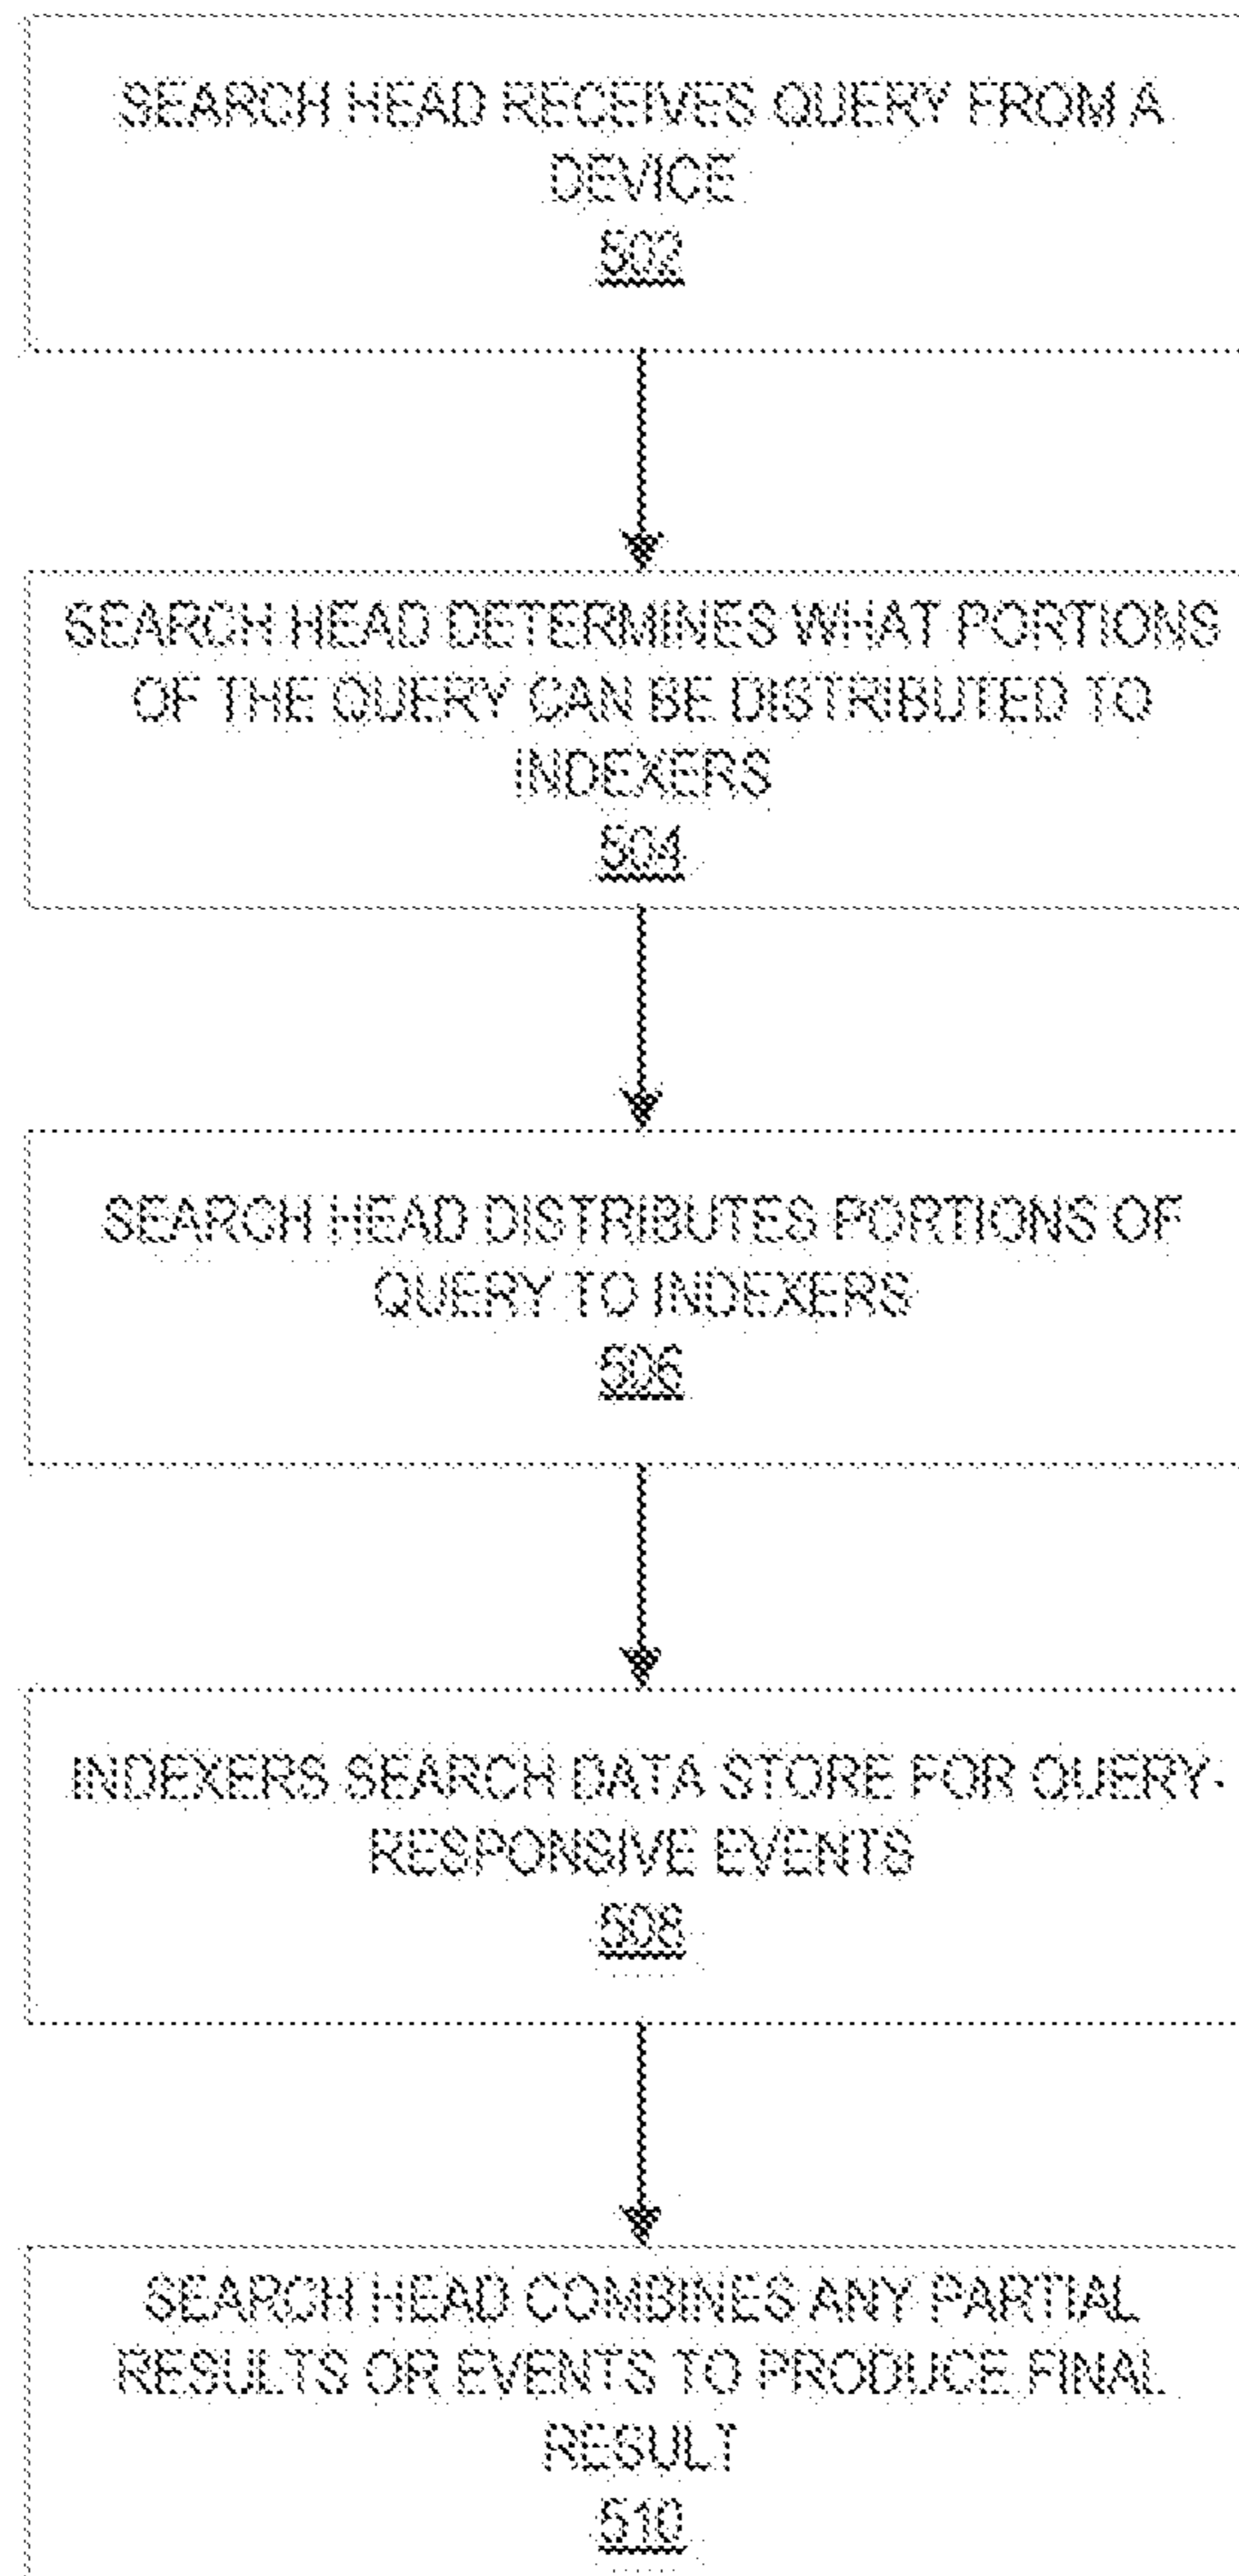 SEARCH HEAD RECEIVES QUERY FROM A
DEVICE
502
SEARCH HEAD DETERMINES WHAT PORTIONS
OF THE QUERY CAN BE DISTRIBUTED TO
INDEXERS
504
SEARCH HEAD DISTRIBUTES PORTIONS OF
QUERY TO INDEXERS
506
INDEXERS SEARCH DATA STORE FOR QUERY-
RESPONSIVE EVENTS
508
SEARCH HEAD COMBINES ANY PARTIAL
RESULTS OR EVENTS TO PRODUCE FINAL
RESULT
510